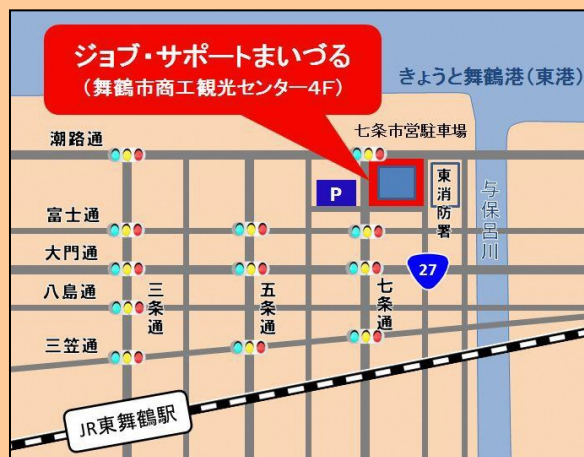 ジョブ・サポートまいづる
(舞鶴市商工観光センター4F)
きょうと舞鶴港(東港)
七条市営駐車場
潮路通
P
東消防署
与保呂川
富士通
大門通
27
八島通
三条通
五条通
七条通
三笠通
JR東舞鶴駅